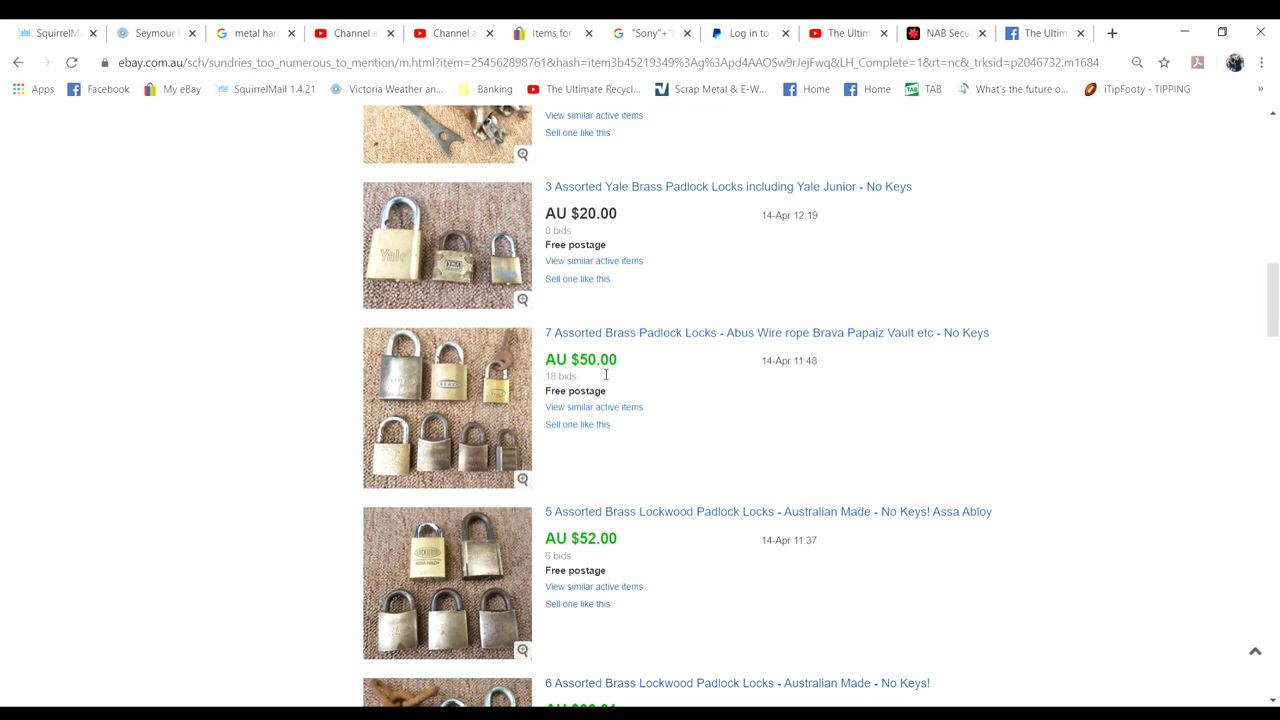 SquirrelM
Seymour
metal har
Channel a
Channel a
Items for
"Sony"+"
Log in to
The Ultim
NAB Secu
The Ultim
ebay.com.au/sch/sundries_too_numerous_to_mention/m.html?item=254562898761&hash=item3b45219349%3Ag%3Apd4AAOSw9rJejFwq&LH_Complete=1&rt=nc&_trksid=p2046732.m1684
Apps
Facebook
My eBay
SquirrelMail 1.4.21
Victoria Weather an...
Banking
The Ultimate Recycl...
Scrap Metal & E-W...
Home
Home
TAB
What's the future o...
iTipFooty - TIPPING
»
View similar active items
Sell one like this
3 Assorted Yale Brass Padlock Locks including Yale Junior - No Keys
AU $20.00
14-Apr 12:19
0 bids
Free postage
View similar active items
Sell one like this
Yale
7 Assorted Brass Padlock Locks - Abus Wire rope Brava Papaiz Vault etc - No Keys
AU $50.00
14-Apr 11:48
18 bids
Free postage
View similar active items
Sell one like this
5 Assorted Brass Lockwood Padlock Locks - Australian Made - No Keys! Assa Abloy
AU $52.00
14-Apr 11:37
6 bids
Free postage
View similar active items
Sell one like this
LOCKWOOD
ASSA ABLOY
6 Assorted Brass Lockwood Padlock Locks - Australian Made - No Keys!